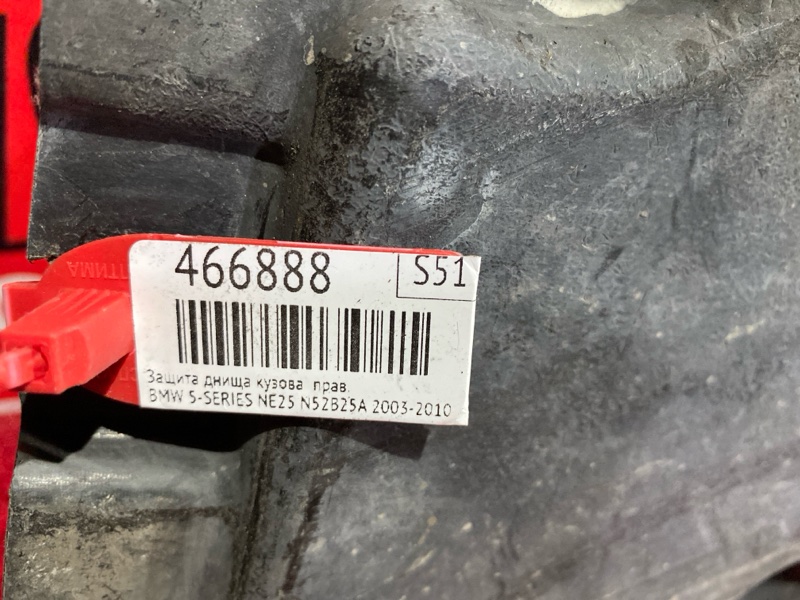 466888
S51
Защита днища кузова прав.
BMW 5-SERIES NE25 N52B25A 2003-2010